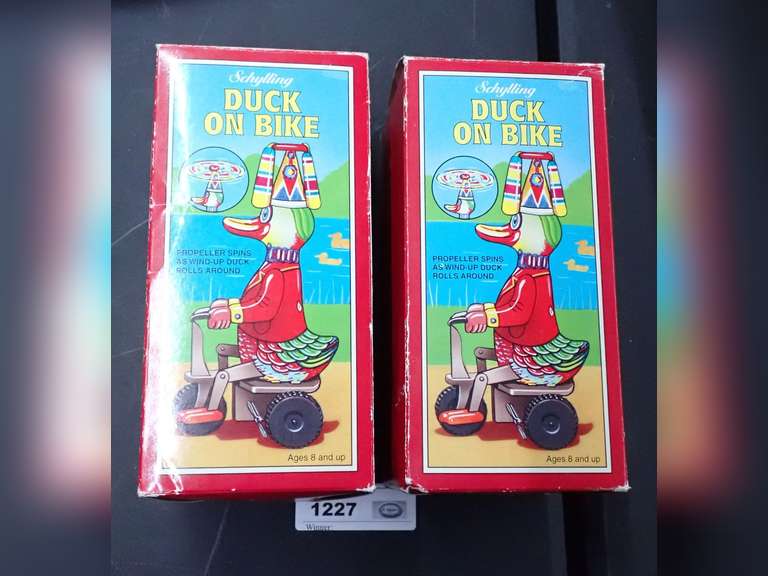 Schylling
DUCK
ON BIKE
PROPELLER SPINS
AS WIND-UP DUCK
ROLLS AROUND
Ages 8 and up
Schylling
DUCK
ON BIKE
PROPELLER SPINS
AS WIND-UP DUCK
ROLLS AROUND
Ages 8 and up
1227
Winner: